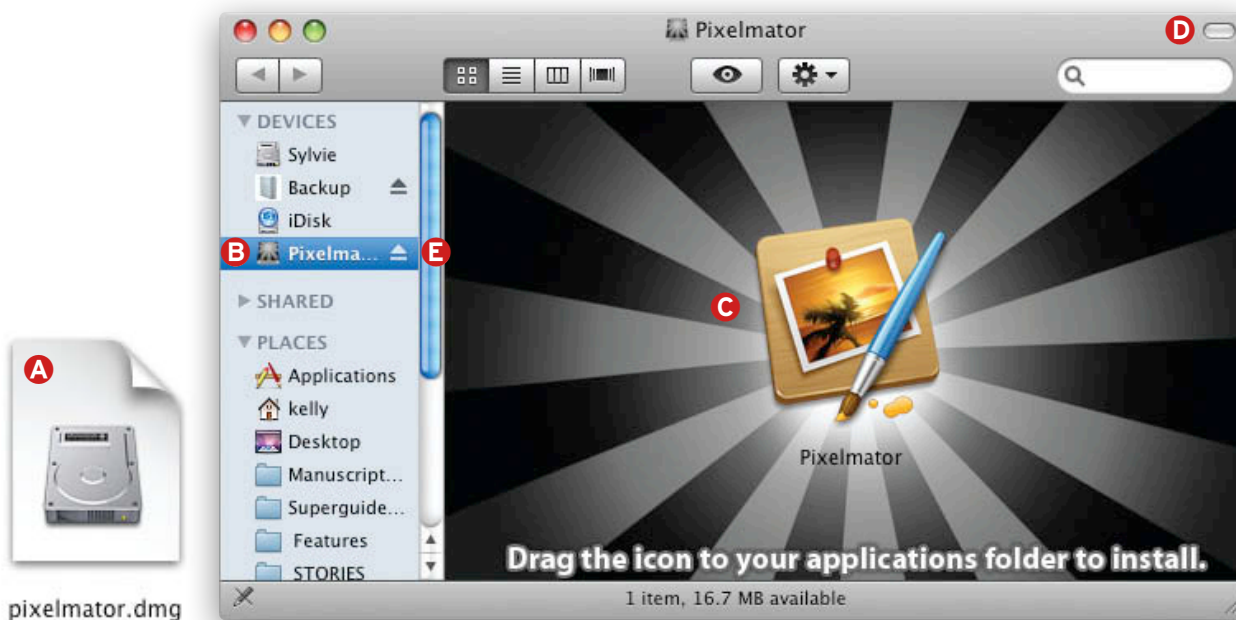 Pixelmator
D
DEVICES
Sylvie
Backup
iDisk
B Pixelma... E
SHARED
PLACES
Applications
kelly
Desktop
Manuscript...
Superguide...
Features
STORIES
C
Pixelmator
Drag the icon to your applications folder to install.
1 item, 16.7 MB available
A
pixelmator.dmg